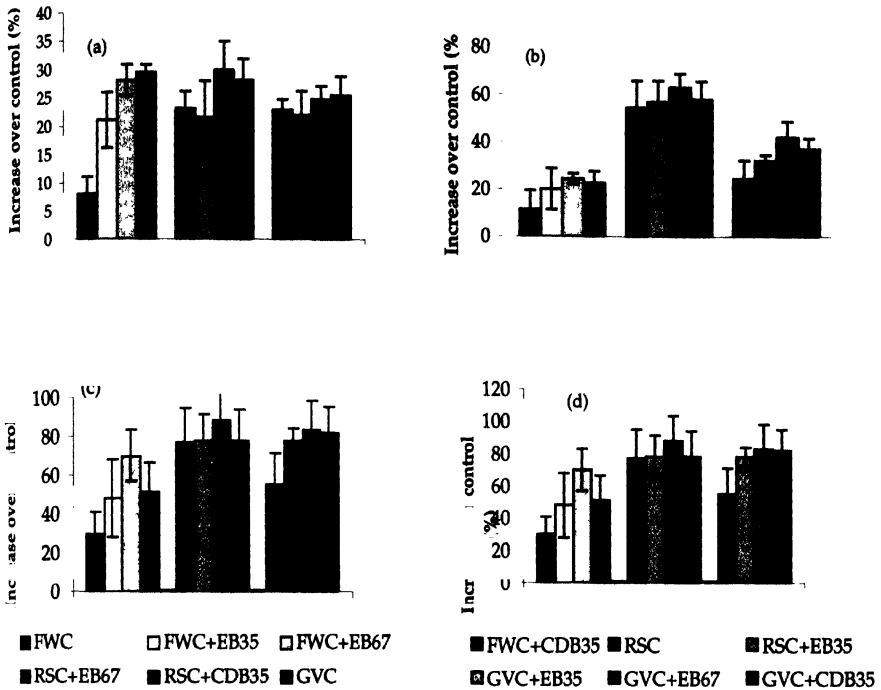 Increase over control (%)
40
35
30
25
20
15
10
5
0
(a)
Increase over control (%
80
60
40
20
0
(b)
100
80
60
40
20
0
(c)
control
120
100
80
60
40
20
0
(d)
FWC FWC+EB35 FWC+EB67
RSC+EB67 RSC+CDB35 GVC
FWC+CDB35 RSC RSC+EB35
GVC+EB35 GVC+EB67 GVC+CDB35